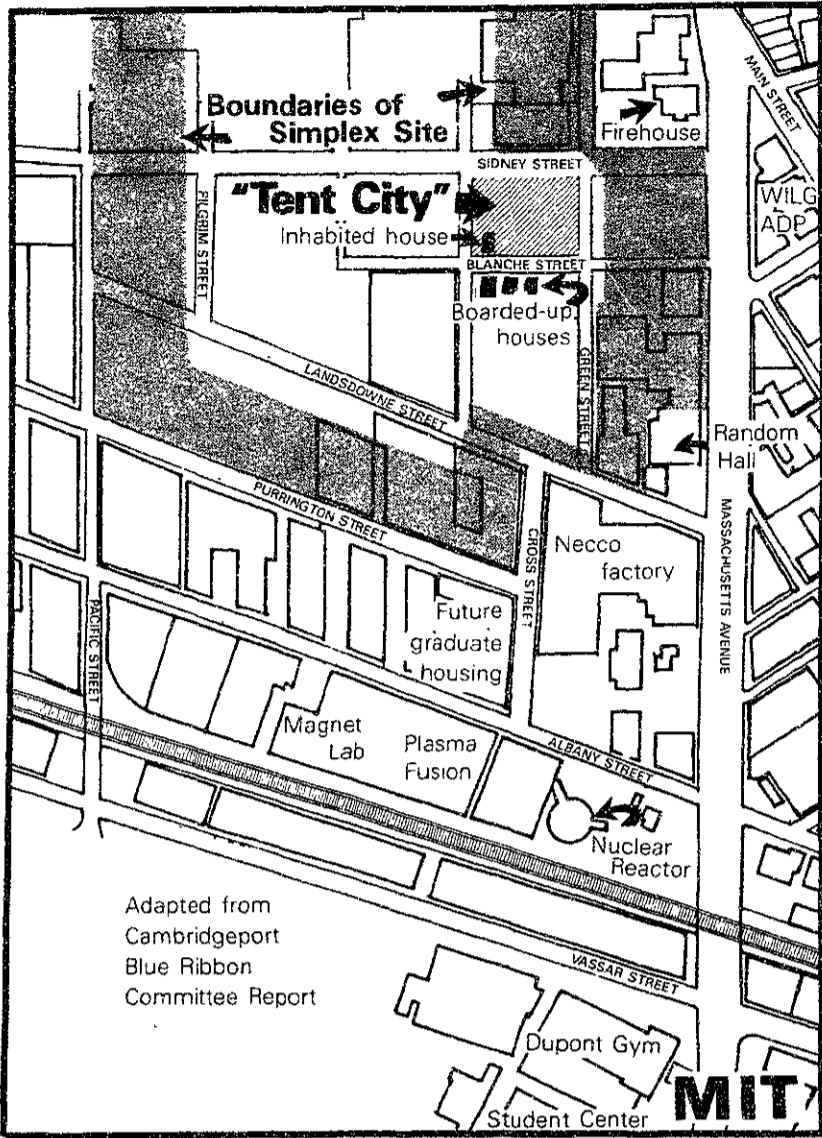 MAIN STREET
Boundaries of
Simplex Site
Firehouse
SIDNEY STREET
"Tent City"
WILG
ADP
PILGRIM STREET
Inhabited house
BLANCHE STREET
Boarded-up
houses
GREEN STREET
LANDSDOWNE STREET
Random
Hall
PURRINGTON STREET
CROSS STREET
Necco
factory
MASSACHUSETTS AVENUE
PACIFIC STREET
Future
graduate
housing
Magnet
Lab
Plasma
Fusion
ALBANY STREET
Nuclear
Reactor
Adapted from
Cambridgeport
Blue Ribbon
Committee Report
VASSAR STREET
Dupont Gym
Student Center
MIT